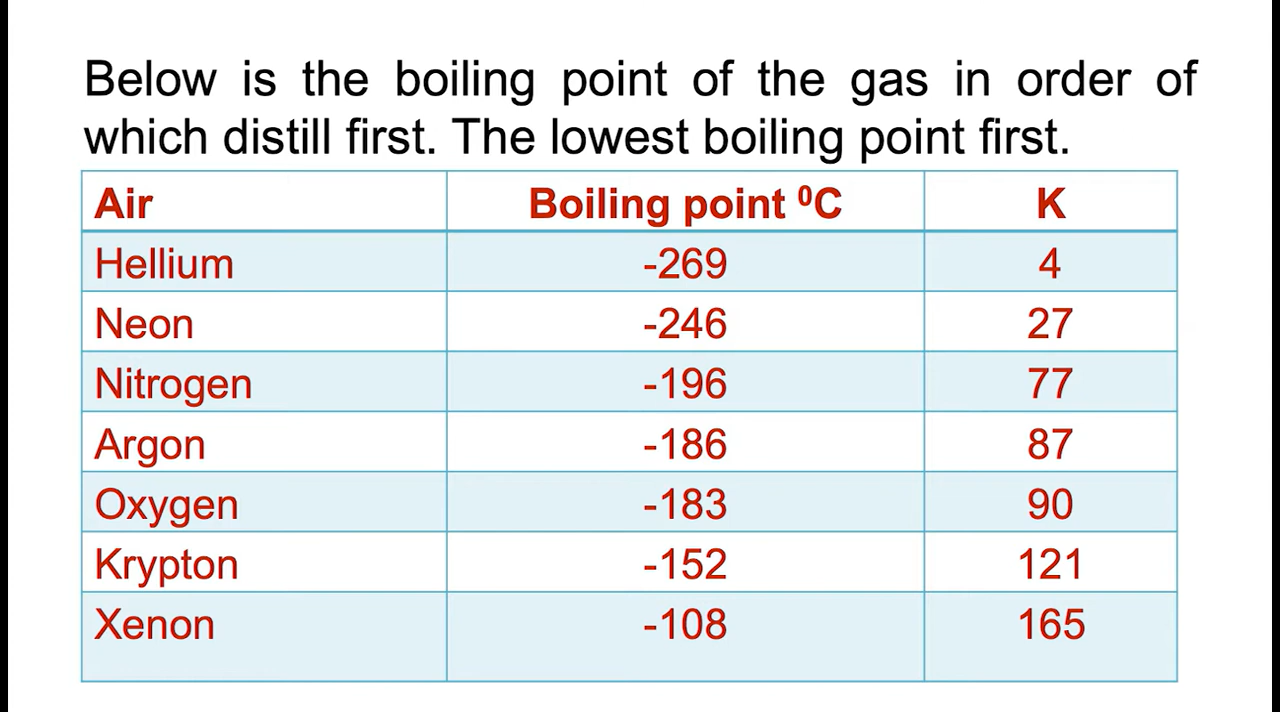 Below is the boiling point of the gas in order of
which distill first. The lowest boiling point first.
Air Boiling point ⁰C K
Hellium -269 4
Neon -246 27
Nitrogen -196 77
Argon -186 87
Oxygen -183 90
Krypton -152 121
Xenon -108 165